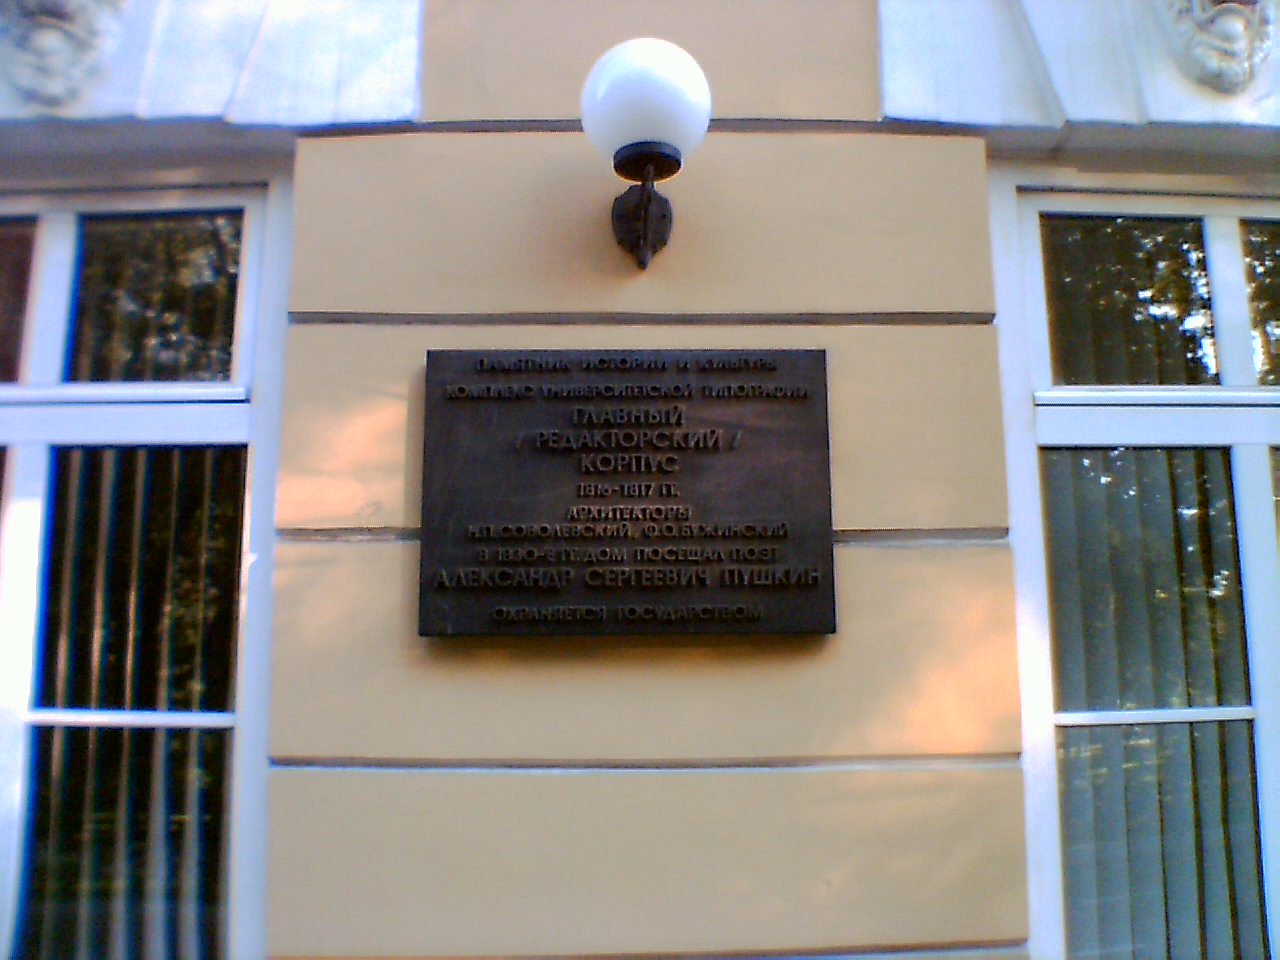 ПАМЯТНИК ИСТОРИИ И КУЛЬТУРЫ
КОМПЛЕКС УНИВЕРСИТЕТСКОЙ ТИПОГРАФИИ
ГЛАВНЫЙ
/РЕДАКТОРСКИЙ/
КОРПУС
1816-1817 ГГ.
АРХИТЕКТОРЫ
Н.П.СОБОЛЕВСКИЙ, Ф.О.БУЖИНСКИЙ
В ГГ. ДОМ ПОСЕЩАЛ ПОЭТ
АЛЕКСАНДР СЕРГЕЕВИЧ ПУШКИН
ОХРАНЯЕТСЯ ГОСУДАРСТВОМ